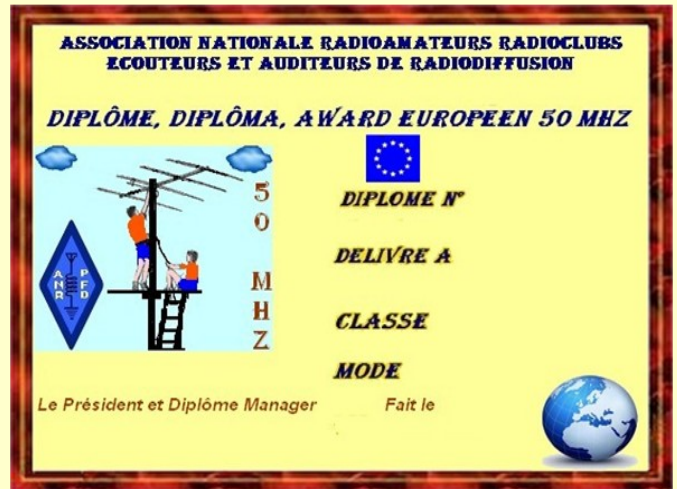 ASSOCIATION NATIONALE RADIOAMATEURS RADIOCLUBS
ECOUTEURS ET AUDITEURS DE RADIODIFFUSION
DIPLÔME, DIPLÔMA, AWARD EUROPEEN 50 MHZ
50 MHZ
ANR PFD
DIPLOME N°
DELIVRE A
CLASSE
MODE
Le Président et Diplôme Manager
Fait le